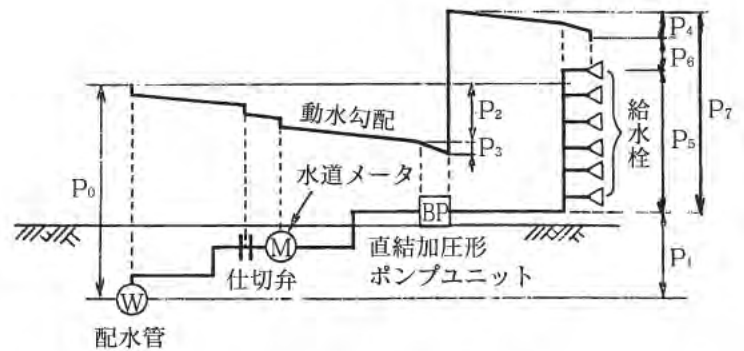 P₄
P₆
P₂
動水勾配
P₇
給水栓
P₃
P₅
P₀
水道メータ
BP
M
直結加圧形
ポンプユニット
仕切弁
P₁
W
配水管